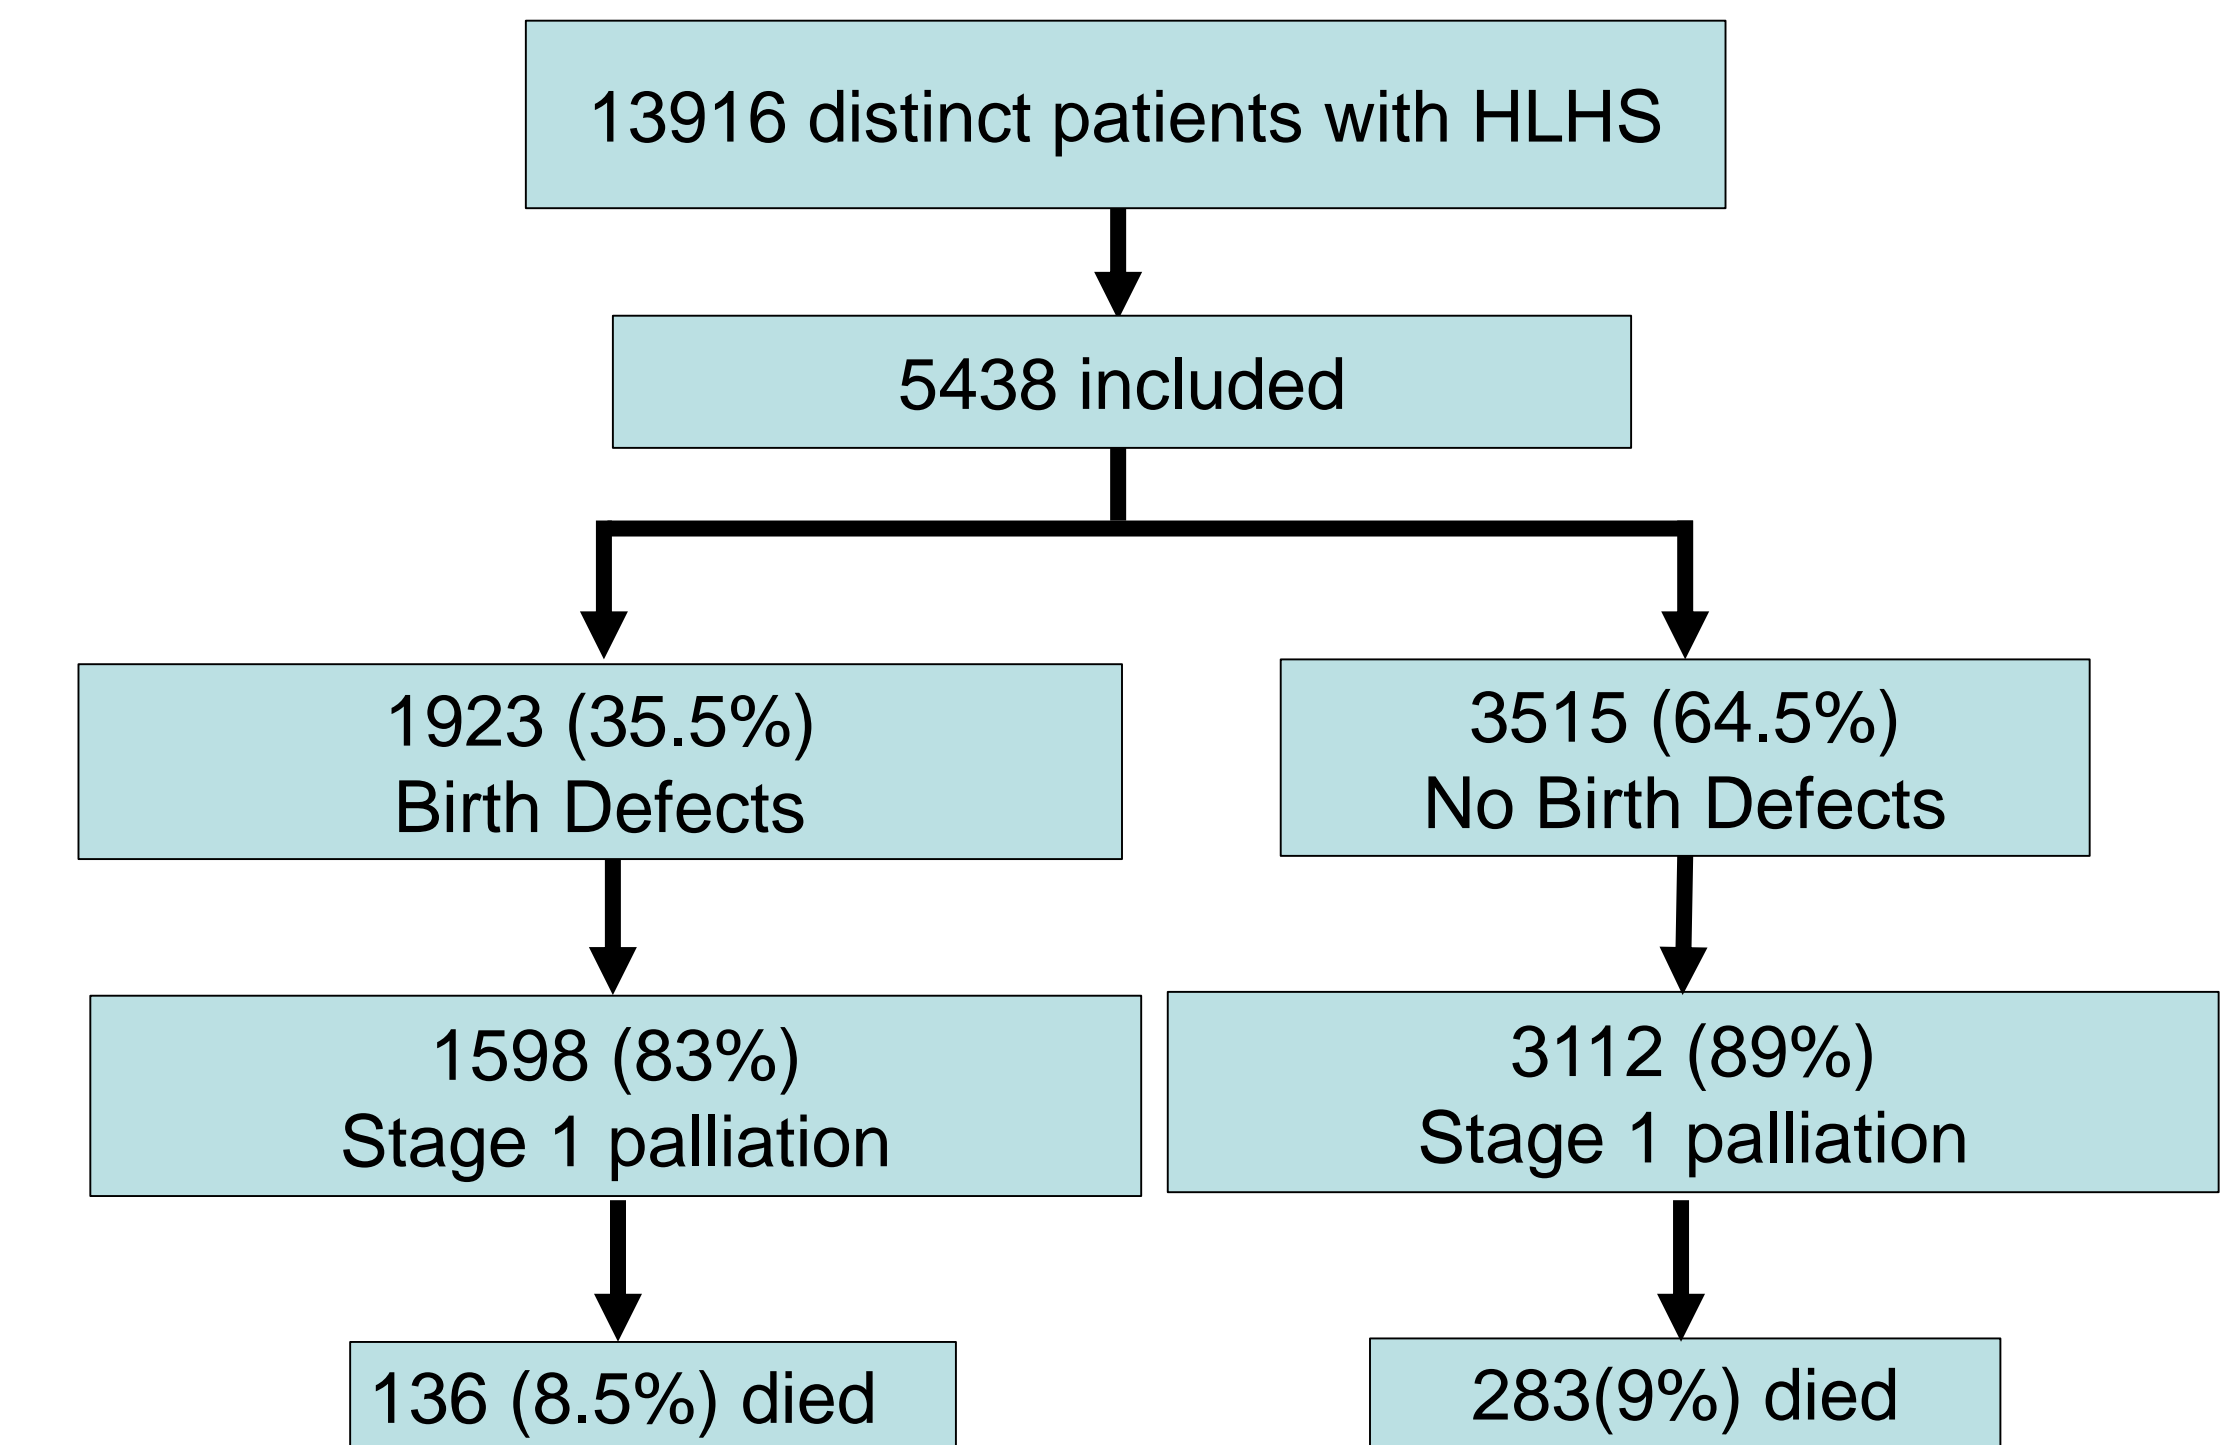 13916 distinct patients with HLHS
5438 included
1923 (35.5%)
Birth Defects
3515 (64.5%)
No Birth Defects
1598 (83%)
Stage 1 palliation
3112 (89%)
Stage 1 palliation
136 (8.5%) died
283(9%) died